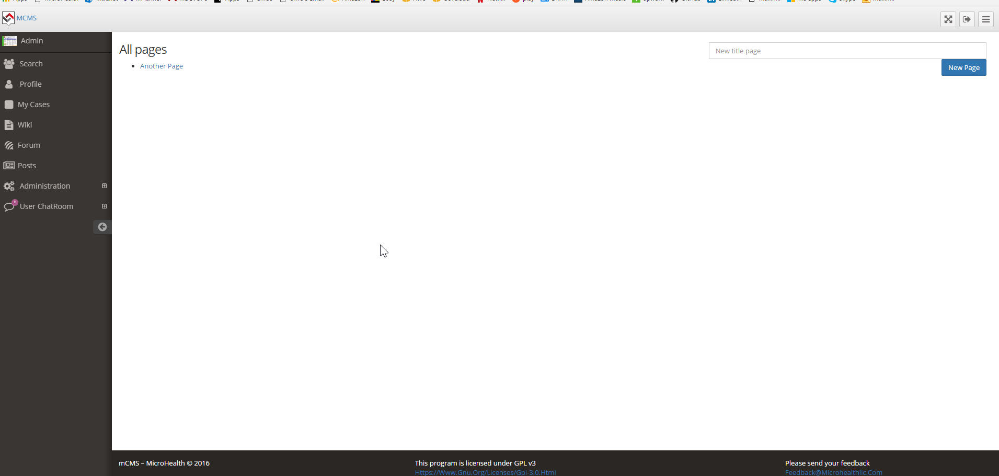 MCMS
Admin
Search
Profile
My Cases
Wiki
Forum
Posts
Administration
User ChatRoom
All pages
Another Page
New title page
New Page
mCMS – MicroHealth © 2016
This program is licensed under GPL v3
Https://Www.Gnu.Org/Licenses/Gpl-3.0.Html
Please send your feedback
Feedback@Microhealthllc.Com